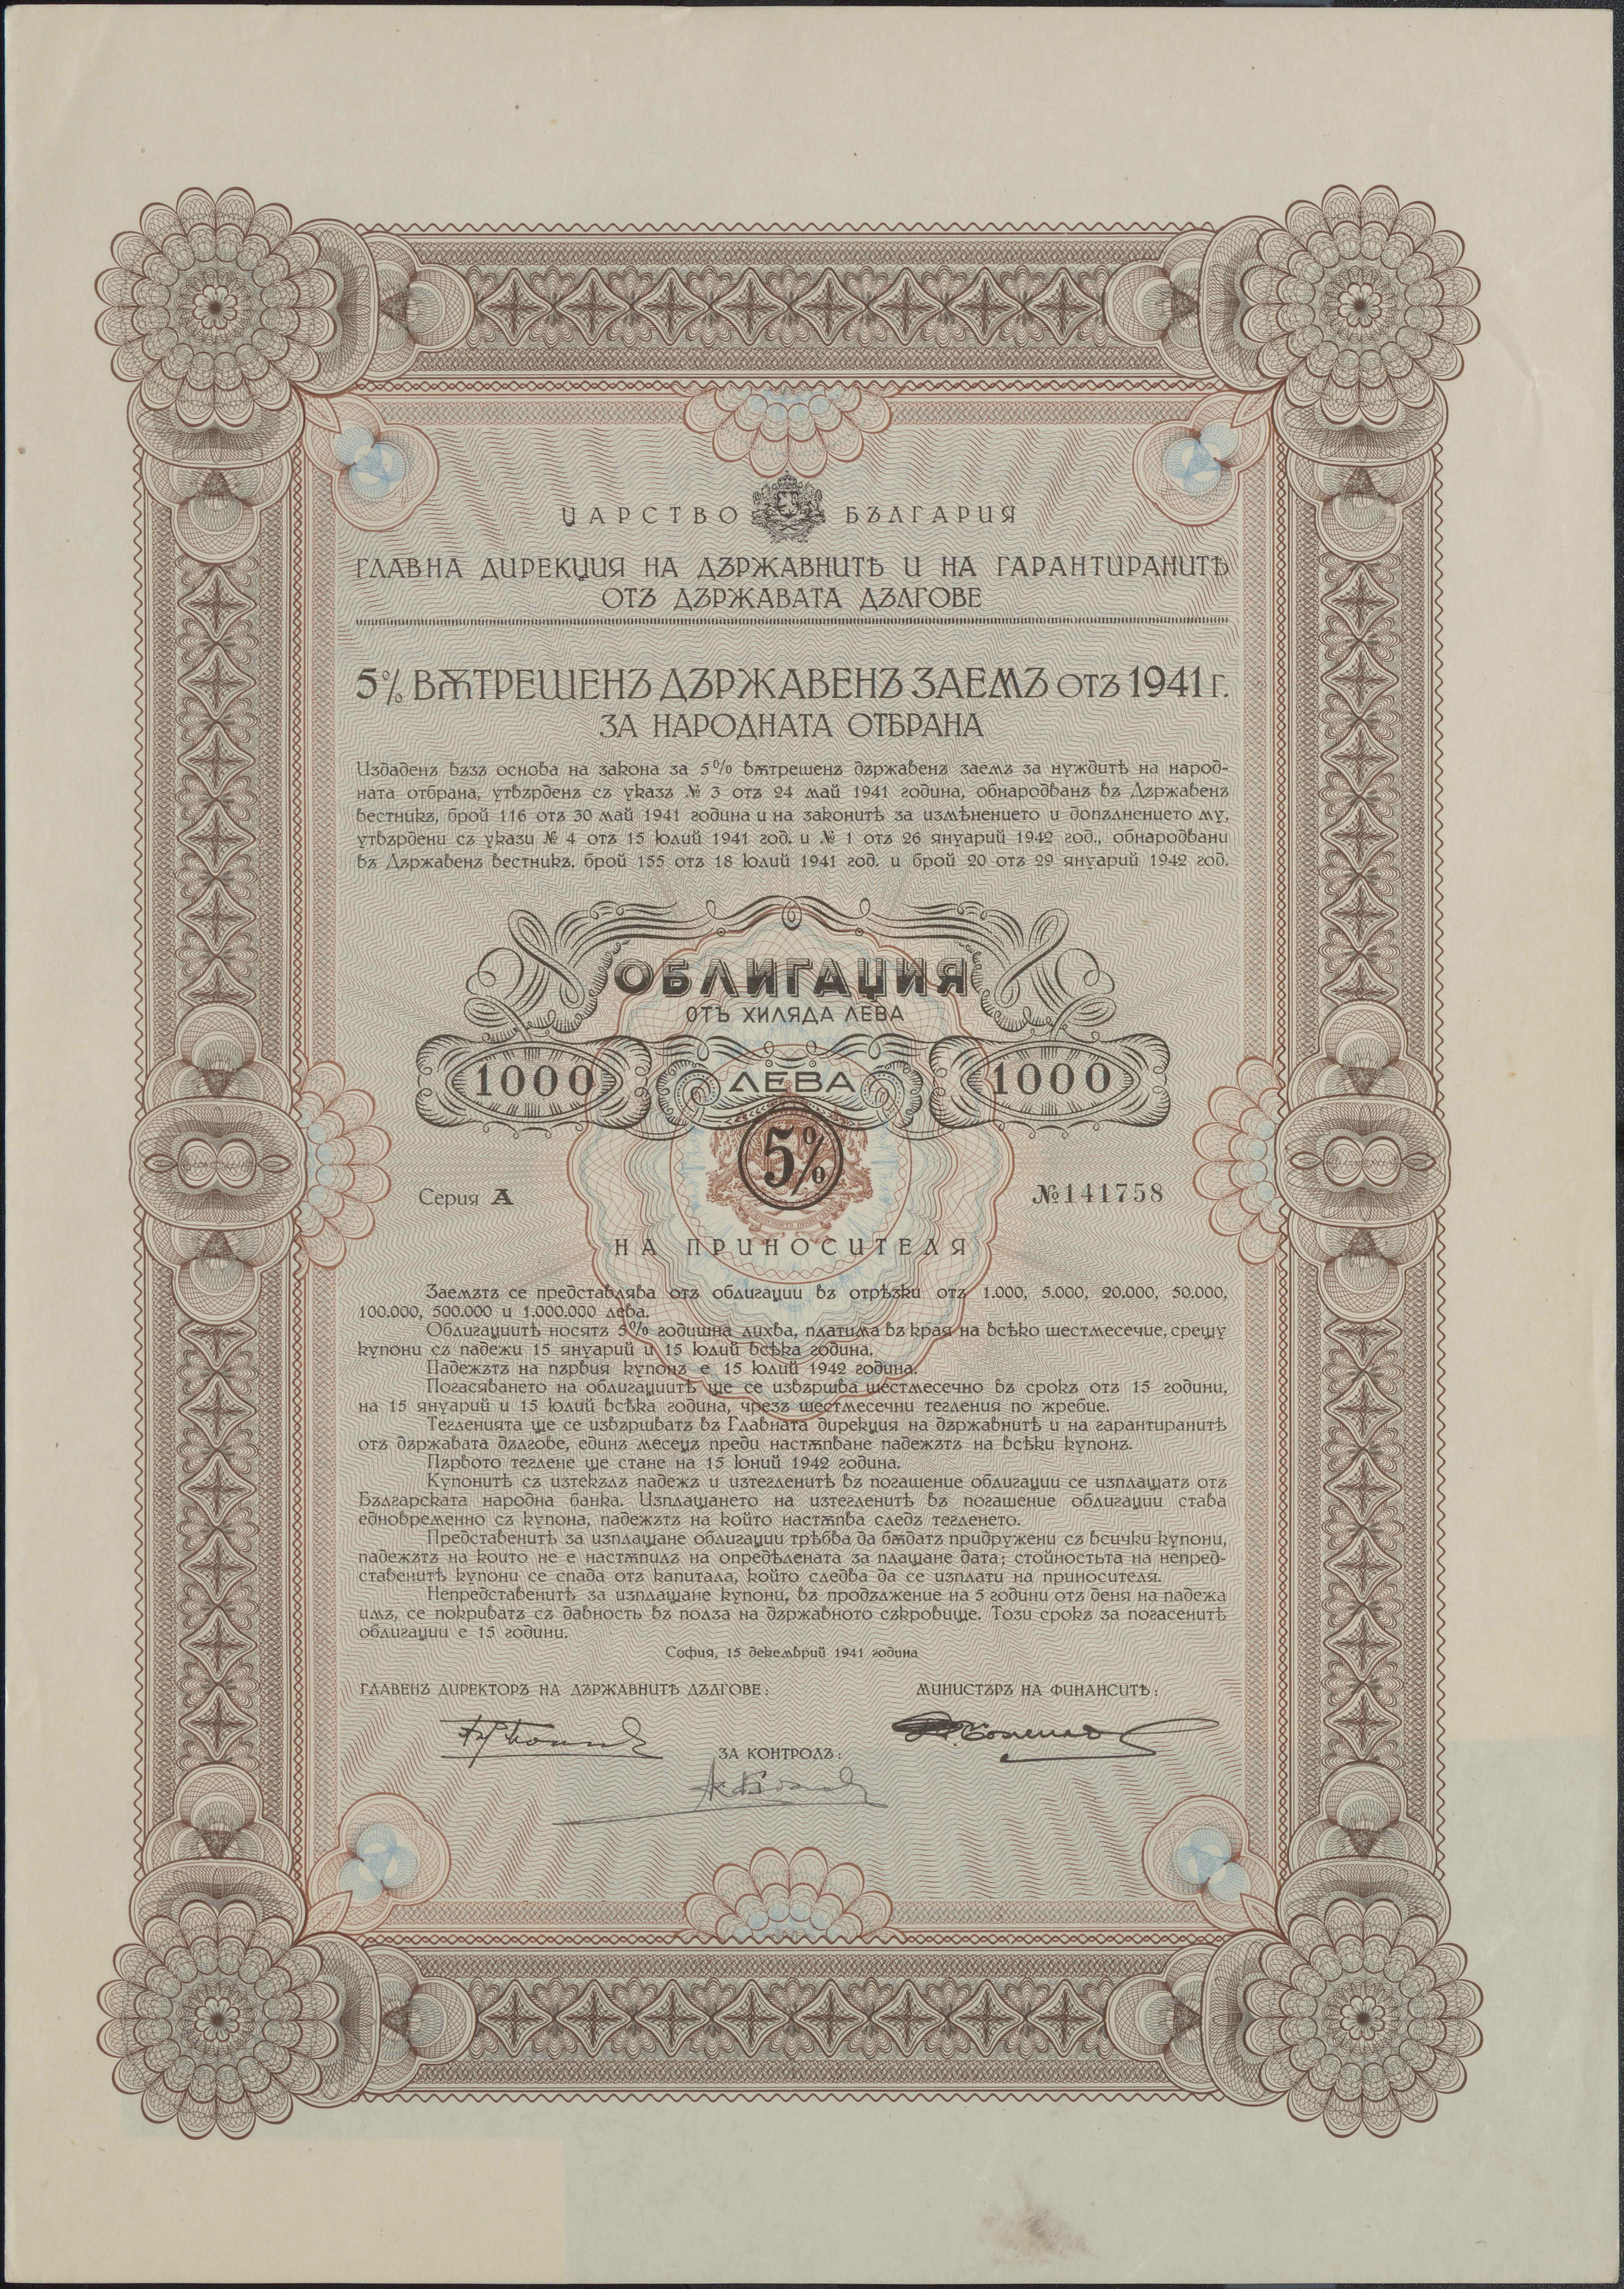 ЦАРСТВО БЪЛГАРИЯ
ГЛАВНА ДИРЕКЦИЯ НА ДЪРЖАВНИТѢ И НА ГАРАНТИРАНИТѢ
ОТЪ ДЪРЖАВАТА ДЪЛГОВЕ
5% ВѪТРЕШЕНЪ ДЪРЖАВЕНЪ ЗАЕМЪ ОТЪ 1941 Г.
ЗА НАРОДНАТА ОТБРАНА
Издаденъ възъ основа на закона за 5% вѫтрешенъ държавенъ заемъ за нуждитѣ на народ-
ната отбрана, утвърденъ съ указъ № 3 отъ 24 май 1941 година, обнародванъ въ Държавенъ
вестникъ, брой 116 отъ 30 май 1941 година и на законитѣ за измѣнението и допълнението му,
утвърдени съ укази № 4 отъ 15 юлий 1941 год. и № 1 отъ 26 януарий 1942 год., обнародвани
въ Държавенъ вестникъ, брой 155 отъ 18 юлий 1941 год. и брой 20 отъ 29 януарий 1942 год.
ОБЛИГАЦИЯ
ОТЪ ХИЛЯДА ЛЕВА
1000 ЛЕВА 1000
5%
Серия А №141758
НА ПРИНОСИТЕЛЯ
Заемътъ се представлява отъ облигации въ отрѣзки отъ 1.000, 5.000, 20.000, 50.000,
100.000, 500.000 и 1.000.000 лева.
Облигациитѣ носятъ 5% годишна лихва, платима въ края на всѣко шестмесечие, срещу
купони съ падежи 15 януарий и 15 юлий всѣка година.
Падежътъ на първия купонъ е 15 юлий 1942 година.
Погасяването на облигациитѣ ще се извършва шестмесечно въ срокъ отъ 15 години,
на 15 януарий и 15 юлий всѣка година, чрезъ шестмесечни тегления по жребие.
Тегленията ще се извършватъ въ Главната дирекция на държавнитѣ и на гарантиранитѣ
отъ държавата дългове, единъ месецъ преди настѫпване падежътъ на всѣки купонъ.
Първото теглене ще стане на 15 юний 1942 година.
Купонитѣ съ изтекълъ падежъ и изтегленитѣ въ погашение облигации се изплащатъ отъ
Българската народна банка. Изплащането на изтегленитѣ въ погашение облигации става
едновременно съ купона, падежътъ на който настѫпва следъ тегленето.
Представенитѣ за изплащане облигации трѣбва да бѫдатъ придружени съ всички купони,
падежътъ на които не е настѫпилъ на опредѣлената за плащане дата; стойностьта на непред-
ставенитѣ купони се спада отъ капитала, който следва да се изплати на приносителя.
Непредставенитѣ за изплащане купони, въ продължение на 5 години отъ деня на падежа
имъ, се покриватъ съ давность въ полза на държавното съкровище. Този срокъ за погасенитѣ
облигации е 15 години.
София, 15 декемврий 1941 година
ГЛАВЕНЪ ДИРЕКТОРЪ НА ДЪРЖАВНИТѢ ДЪЛГОВЕ: МИНИСТЪРЪ НА ФИНАНСИТѢ:
ЗА КОНТРОЛЪ: